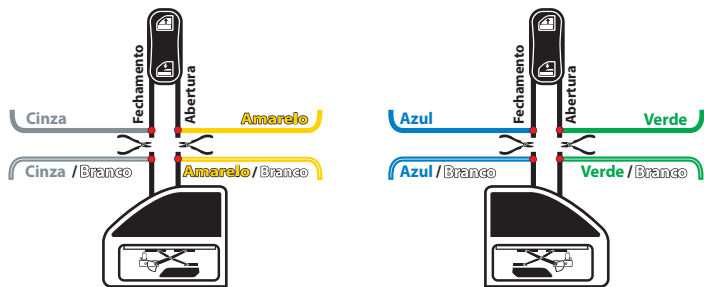 Fechamento
Abertura
Cinza
Amarelo
Cinza / Branco
Amarelo / Branco
Fechamento
Abertura
Azul
Verde
Azul / Branco
Verde / Branco